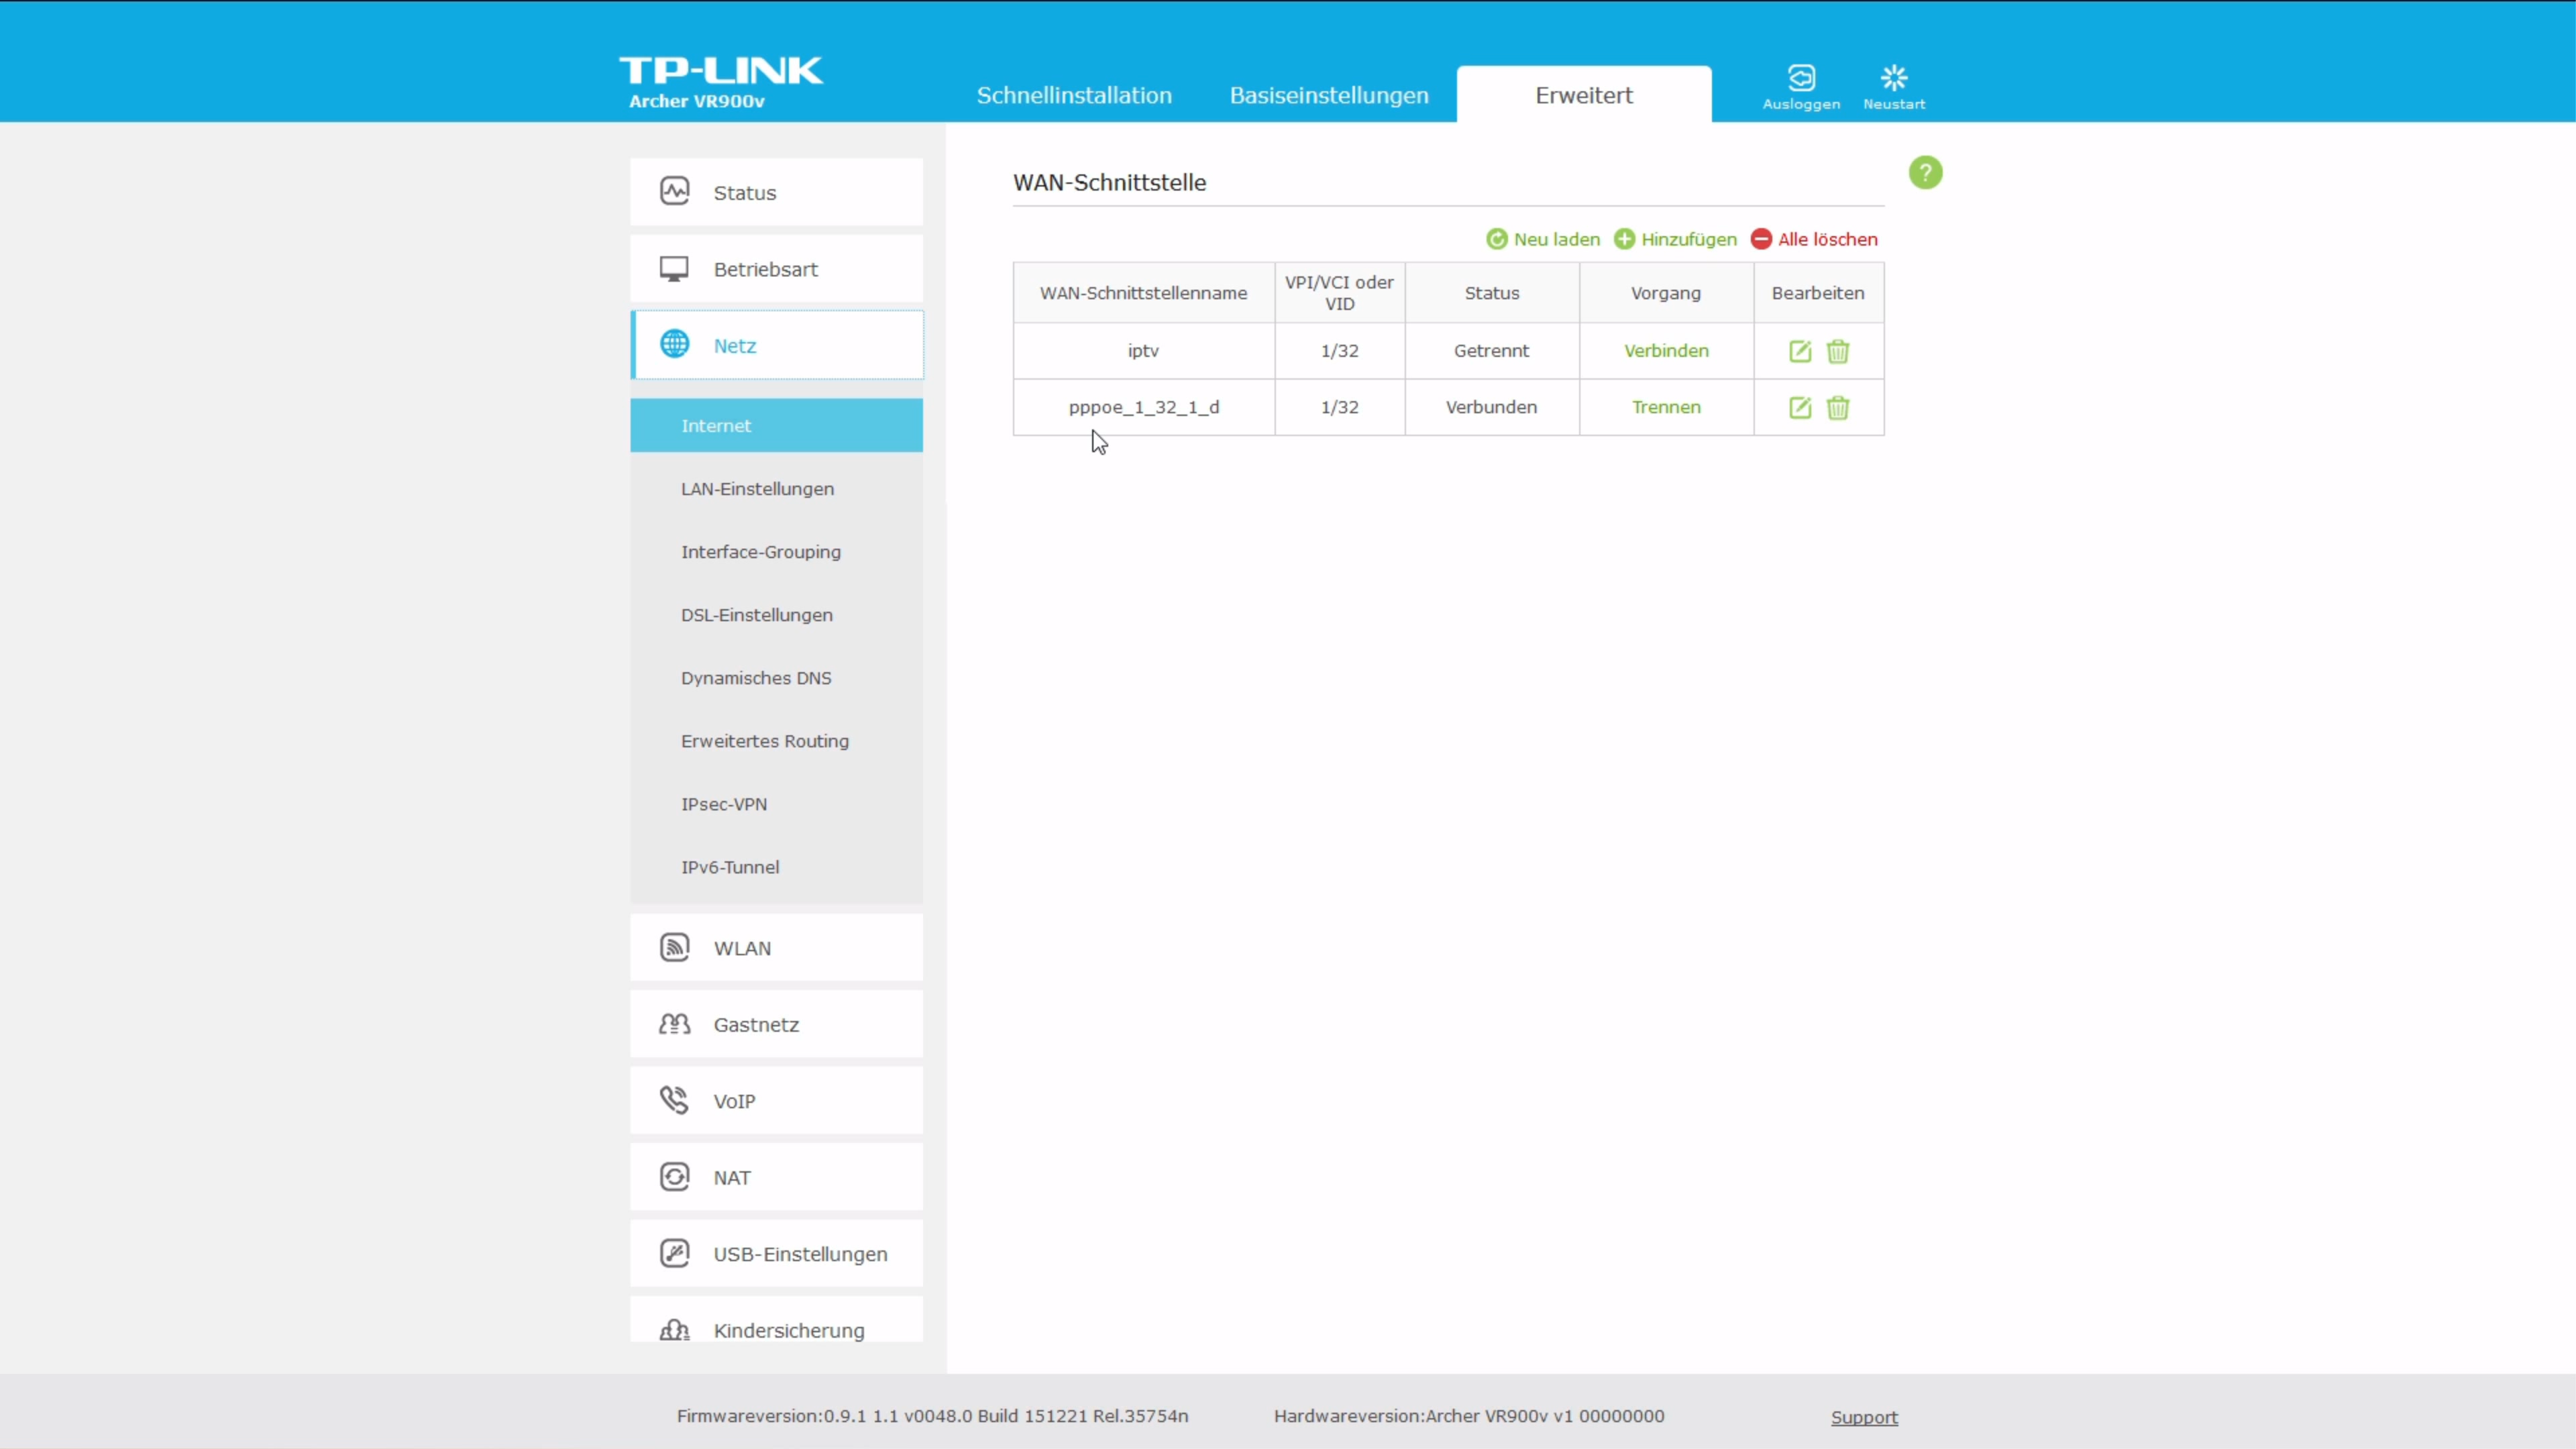 TP-LINK
Archer VR900v
Schnellinstallation
Basiseinstellungen
Erweitert
Ausloggen
Neustart
Status
Betriebsart
Netz
Internet
LAN-Einstellungen
Interface-Grouping
DSL-Einstellungen
Dynamisches DNS
Erweitertes Routing
IPsec-VPN
IPv6-Tunnel
WLAN
Gastnetz
VoIP
NAT
USB-Einstellungen
Kindersicherung
WAN-Schnittstelle
?
Neu laden Hinzufügen Alle löschen
WAN-Schnittstellenname VPI/VCI oder VID Status Vorgang Bearbeiten
iptv 1/32 Getrennt Verbinden
pppoe_1_32_1_d 1/32 Verbunden Trennen
Firmwareversion:0.9.1 1.1 v0048.0 Build 151221 Rel.35754n Hardwareversion:Archer VR900v v1 00000000 Support